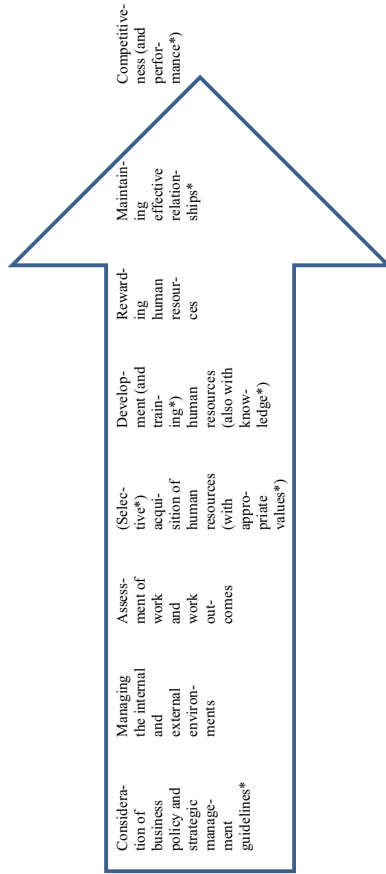 Considera-
tion of
business
policy and
strategic
manage-
ment
guidelines*
Managing
the internal
and
external
environ-
ments
Assess-
ment of
work
and
work
out-
comes
(Selec-
tive*)
acqui-
sition of
human
resources
(with
appro-
priate
values*)
Develop-
ment (and
train-
ing*)
human
resources
(also with
know-
ledge*)
Reward-
ing
human
resour-
ces
Maintain-
ing
effective
relation-
ships*
Competitive-
ness (and
perfor-
mance*)